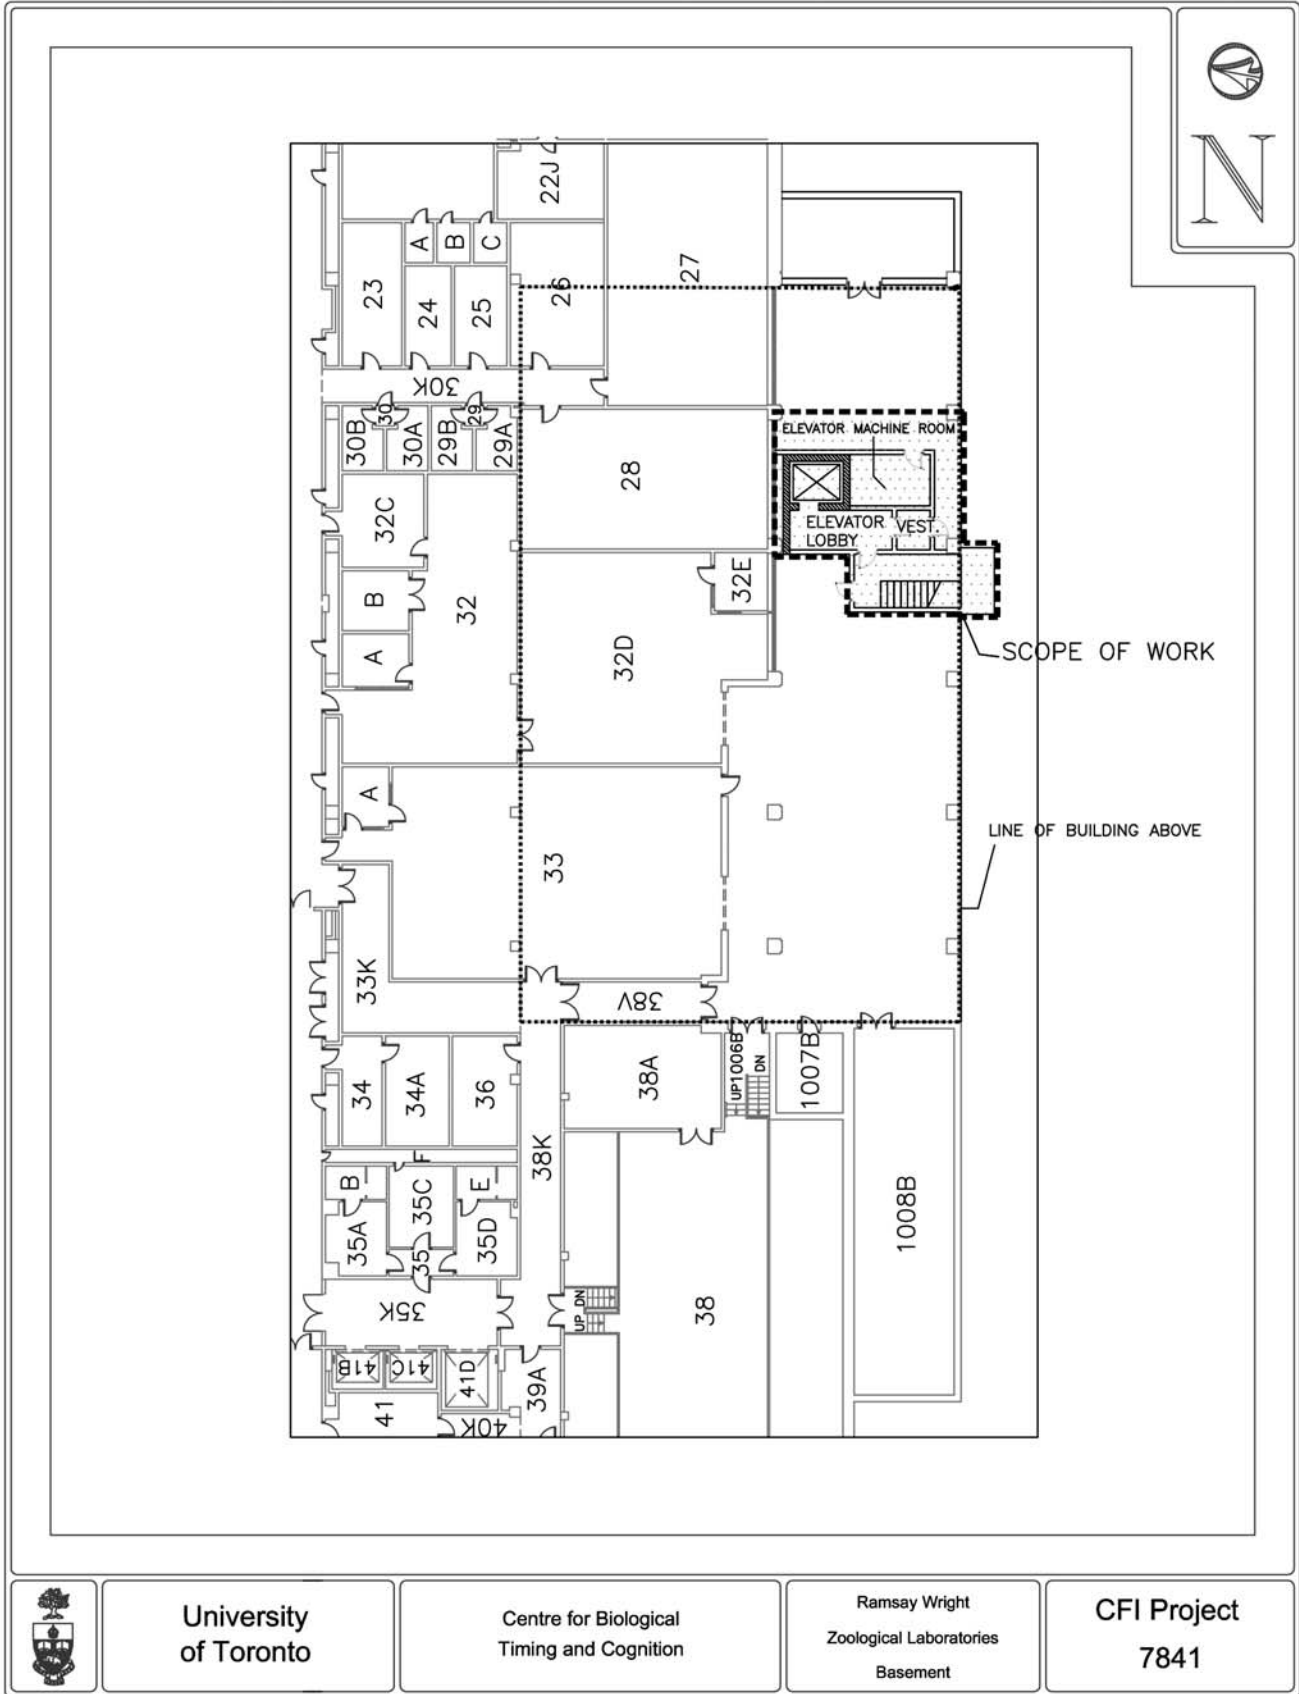 N
22J
A
B
C
23
24
25
26
27
30K
30
29
30B
30A
29B
29A
28
ELEVATOR MACHINE ROOM
ELEVATOR
LOBBY
VEST.
32C
B
A
32
32E
32D
SCOPE OF WORK
A
33
LINE OF BUILDING ABOVE
33K
38V
34
34A
36
38A
UP1006B
DN
1007B
F
38K
B
35C
E
35A
35
35D
1008B
35K
UP DN
38
41B
41C
41D
39A
41
40K
University
of Toronto
Centre for Biological
Timing and Cognition
Ramsay Wright
Zoological Laboratories
Basement
CFI Project
7841